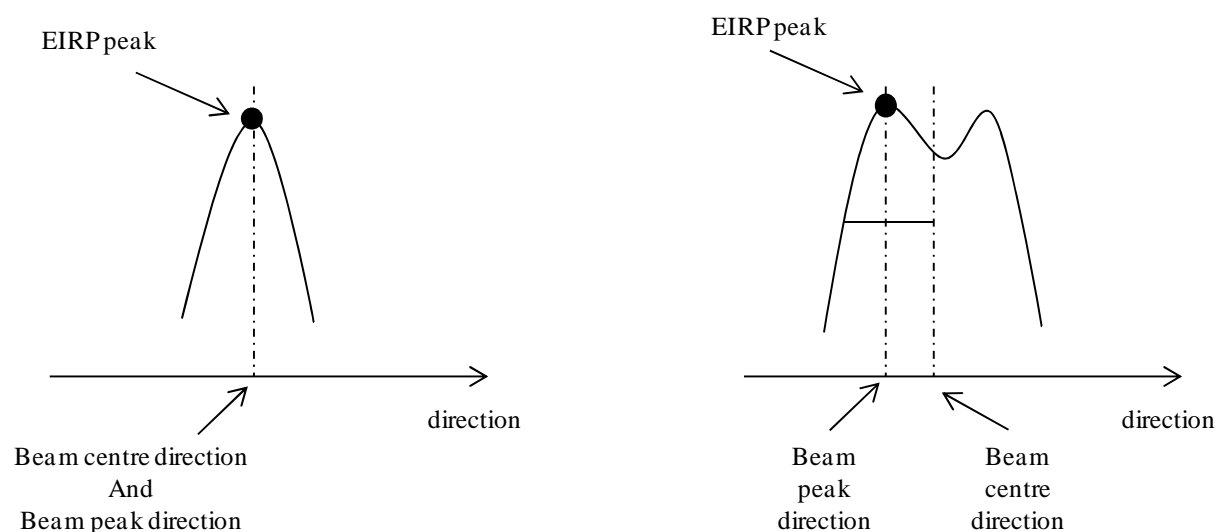 EIRP peak
direction
Beam centre direction
And
Beam peak direction
EIRP peak
direction
Beam
peak
direction
Beam
centre
direction